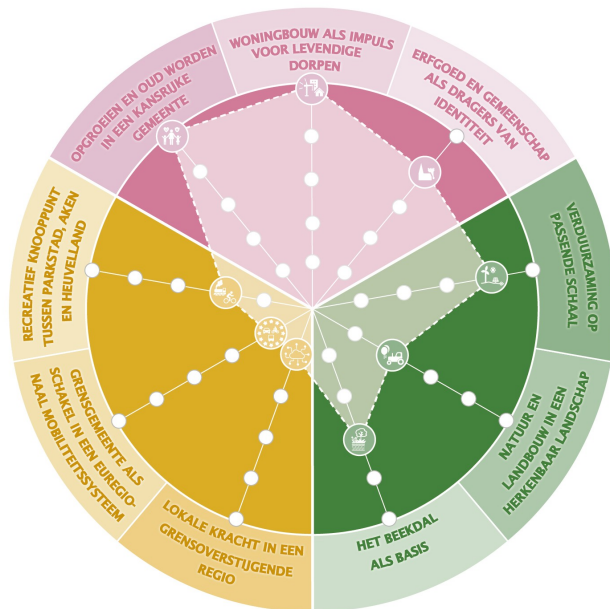 OPGROEIEN EN OUD WORDEN
IN EEN KANSRIJKE
GEMEENTE
WONINGBOUW ALS IMPULS
VOOR LEVENDIGE
DORPEN
ERFGOED EN GEMEENSCHAP
ALS DRAGERS VAN
IDENTITEIT
VERDUURZAMING OP
PASSENDE SCHAAL
NATUUR EN
LANDBOUW IN EEN
HERKENBAAR LANDSCHAP
HET BEEKDAL
ALS BASIS
LOKALE KRACHT IN EEN
GRENSOVERSTIJGENDE
REGIO
GRENSGEMEENTE ALS
SCHAKEL IN EEN EUREGIO-
NAAL MOBILITEITSSYSTEEM
RECREATIEF KNOOPPUNT
TUSSEN PARKSTAD, AKEN
EN HEUVELLAND